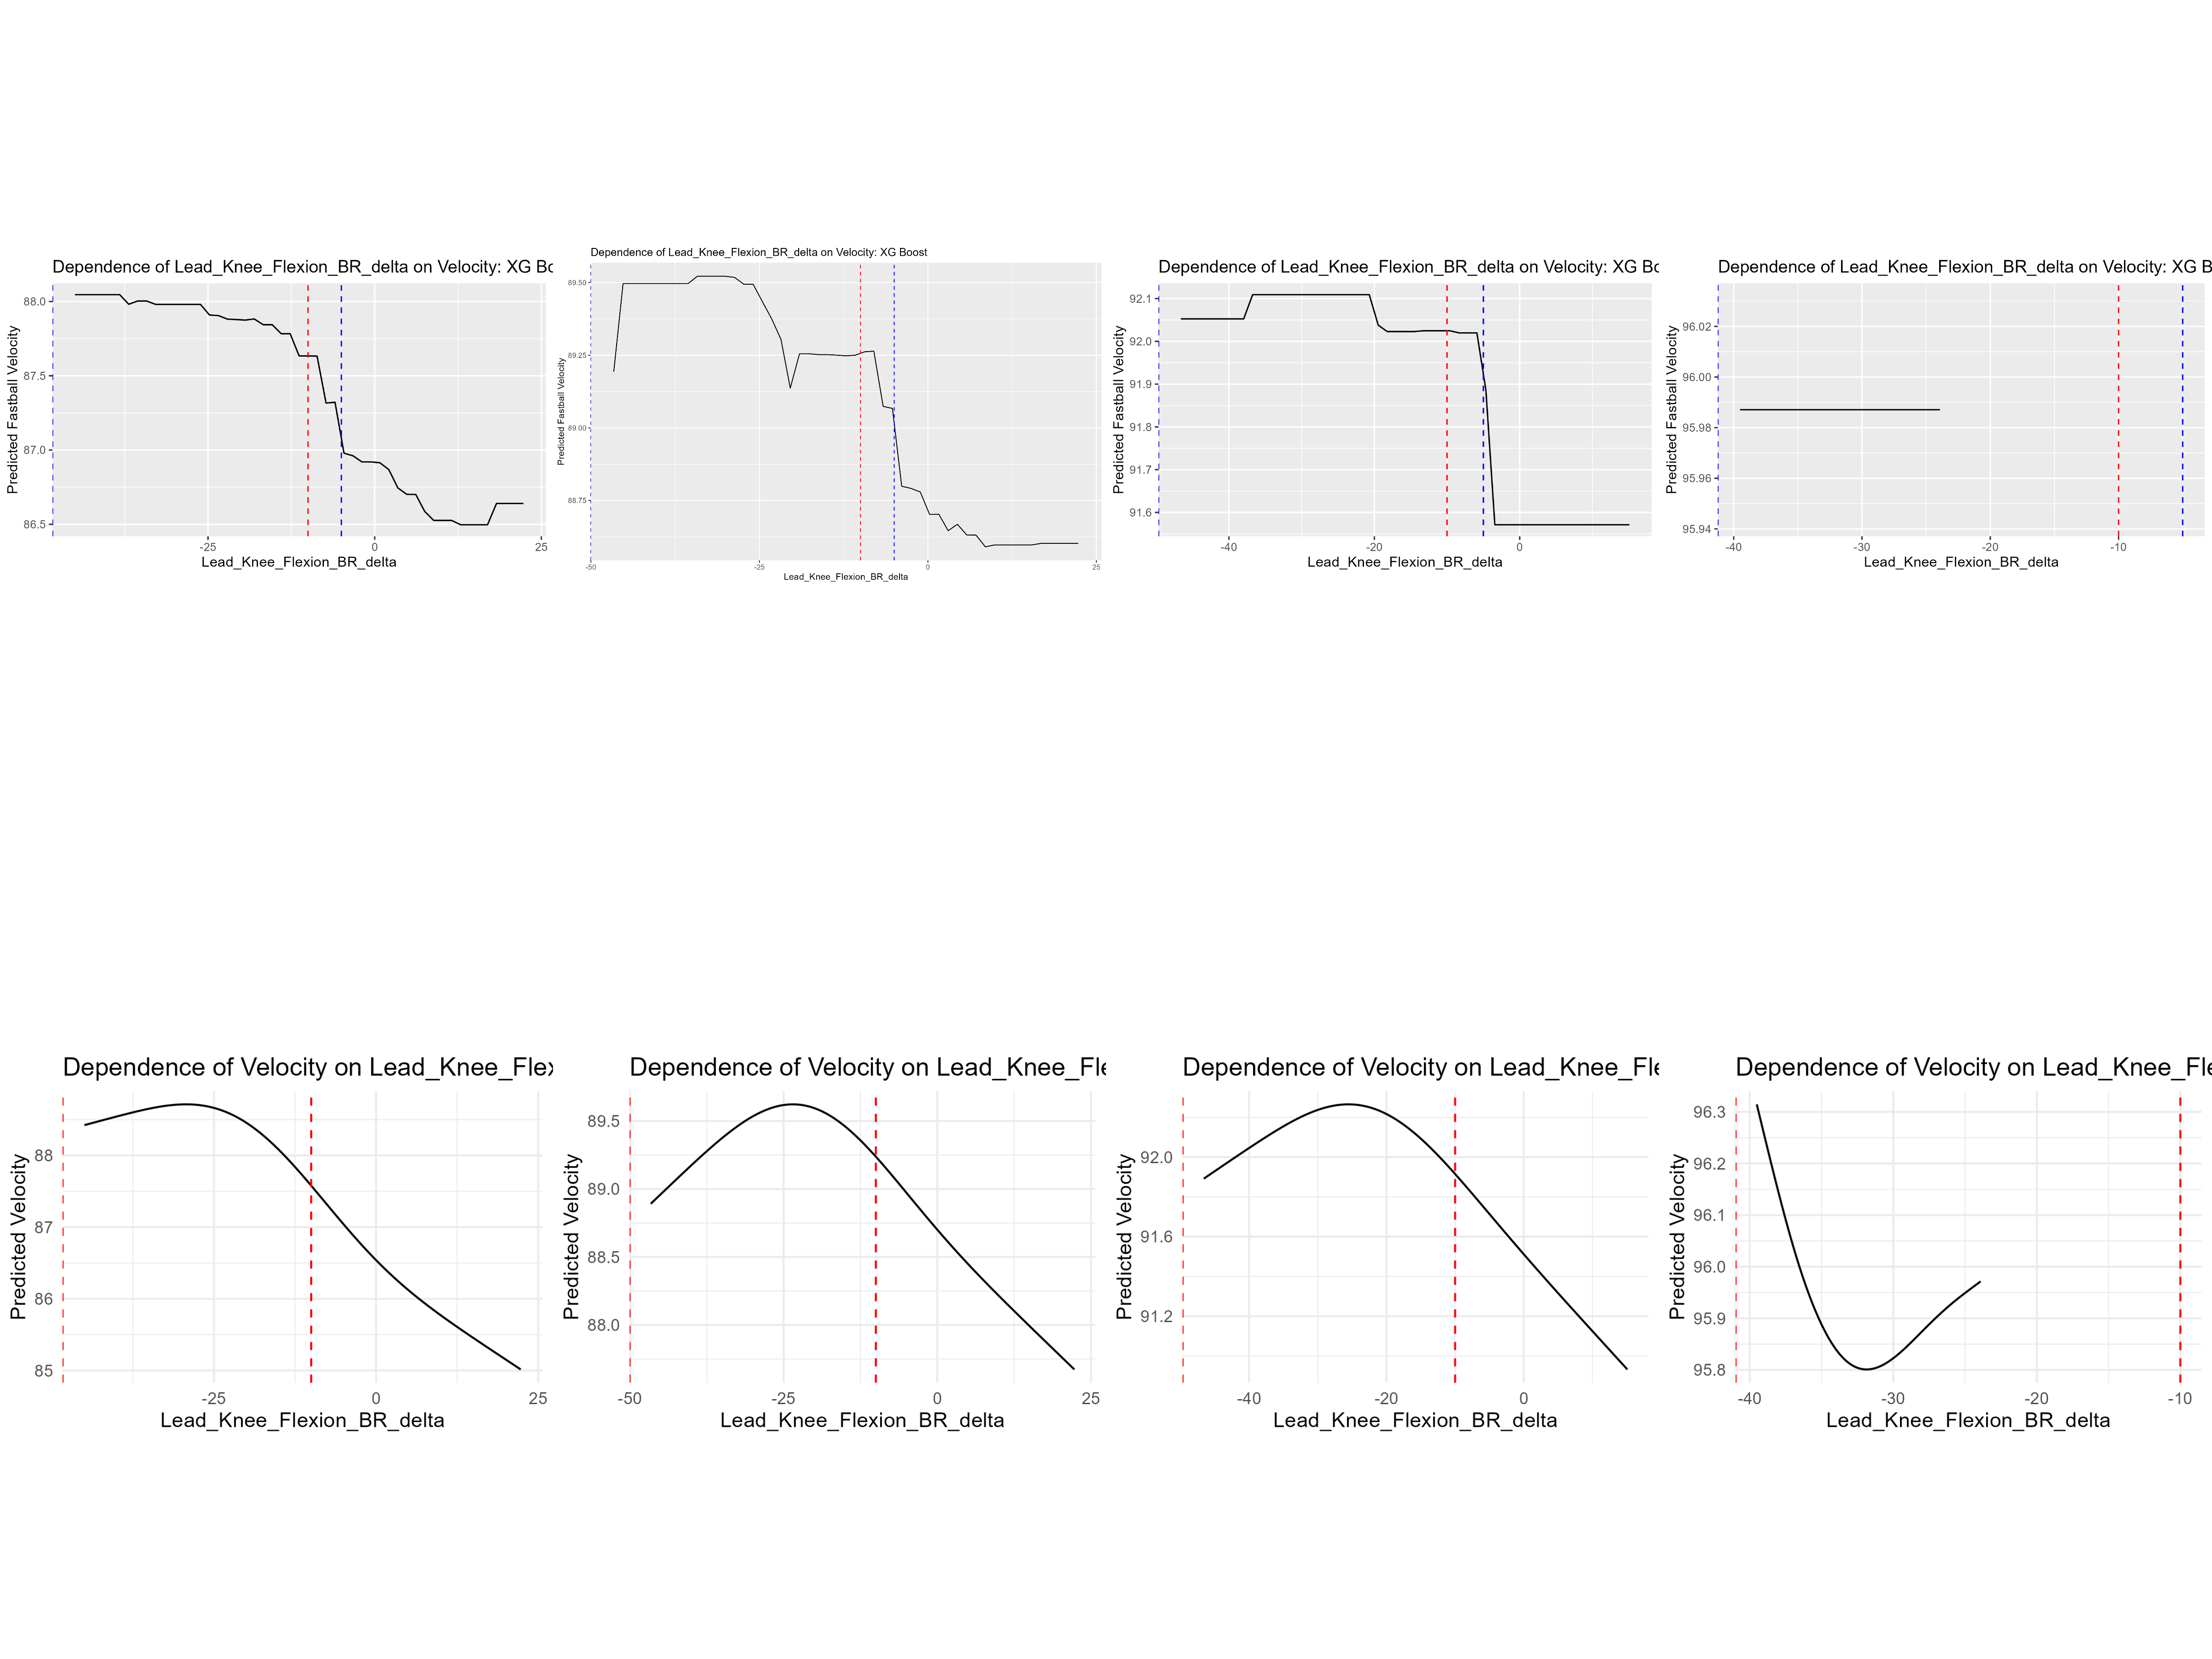 Dependence of Lead_Knee_Flexion_BR_delta on Velocity: XG Bo
Predicted Fastball Velocity
88.0
87.5
87.0
86.5
-25
0
25
Lead_Knee_Flexion_BR_delta
Dependence of Lead_Knee_Flexion_BR_delta on Velocity: XG Boost
Predicted Fastball Velocity
89.50
89.25
89.00
88.75
-50
-25
0
25
Lead_Knee_Flexion_BR_delta
Dependence of Lead_Knee_Flexion_BR_delta on Velocity: XG Bo
Predicted Fastball Velocity
92.1
92.0
91.9
91.8
91.7
91.6
-40
-20
0
Lead_Knee_Flexion_BR_delta
Dependence of Lead_Knee_Flexion_BR_delta on Velocity: XG B
Predicted Fastball Velocity
96.02
96.00
95.98
95.96
95.94
-40
-30
-20
-10
Lead_Knee_Flexion_BR_delta
Dependence of Velocity on Lead_Knee_Flex
Predicted Velocity
88
87
86
85
-25
0
25
Lead_Knee_Flexion_BR_delta
Dependence of Velocity on Lead_Knee_Fle
Predicted Velocity
89.5
89.0
88.5
88.0
-50
-25
0
25
Lead_Knee_Flexion_BR_delta
Dependence of Velocity on Lead_Knee_Fle
Predicted Velocity
92.0
91.6
91.2
-40
-20
0
Lead_Knee_Flexion_BR_delta
Dependence of Velocity on Lead_Knee_Fle
Predicted Velocity
96.3
96.2
96.1
96.0
95.9
95.8
-40
-30
-20
-10
Lead_Knee_Flexion_BR_delta